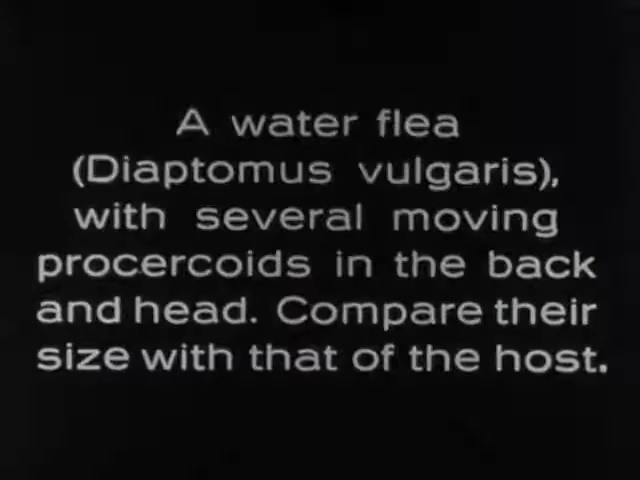 A water flea
(Diaptomus vulgaris),
with several moving
procercoids in the back
and head. Compare their
size with that of the host.